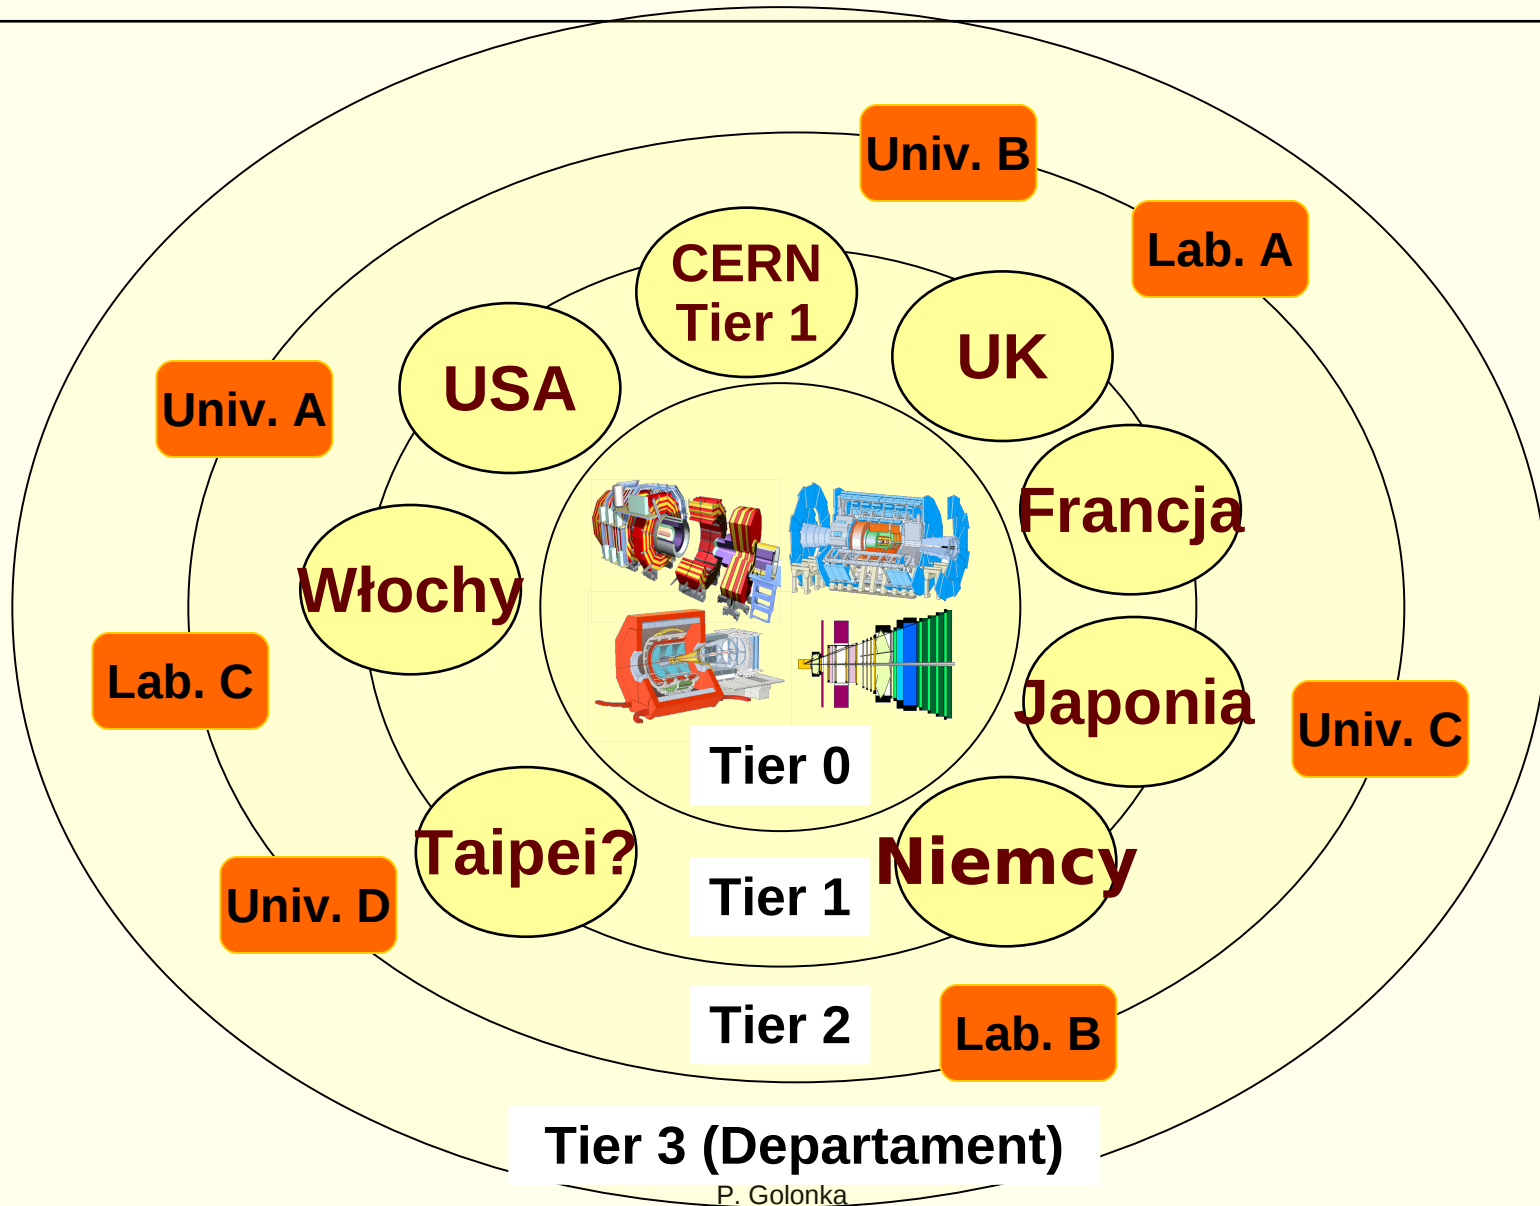 Univ. B
Lab. A
CERN
Tier 1
UK
USA
Univ. A
Francja
Włochy
Lab. C
Japonia
Univ. C
Tier 0
Taipei?
Niemcy
Tier 1
Univ. D
Tier 2
Lab. B
Tier 3 (Departament)
P. Golonka